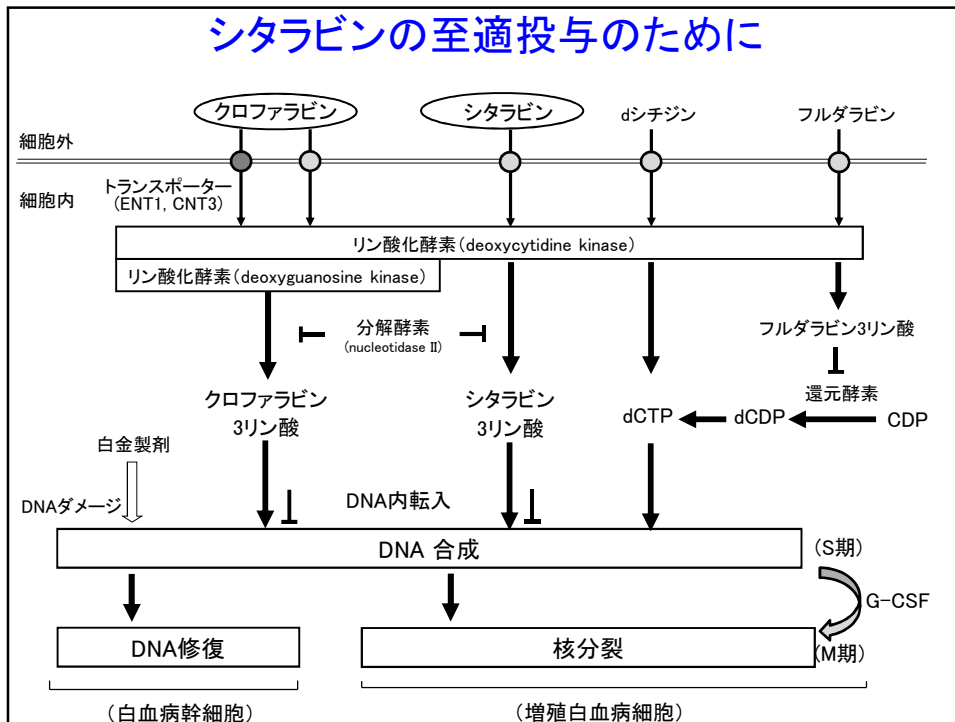 シタラビンの至適投与のために
クロファラビン
シタラビン
dシチジン
フルダラビン
細胞外
細胞内
トランスポーター
(ENT1, CNT3)
リン酸化酵素(deoxycytidine kinase)
リン酸化酵素(deoxyguanosine kinase)
分解酵素
(nucleotidase II)
フルダラビン3リン酸
還元酵素
クロファラビン
3リン酸
シタラビン
3リン酸
dCTP
dCDP
CDP
白金製剤
DNAダメージ
DNA内転入
DNA 合成
(S期)
G-CSF
DNA修復
核分裂
(M期)
(白血病幹細胞)
(増殖白血病細胞)